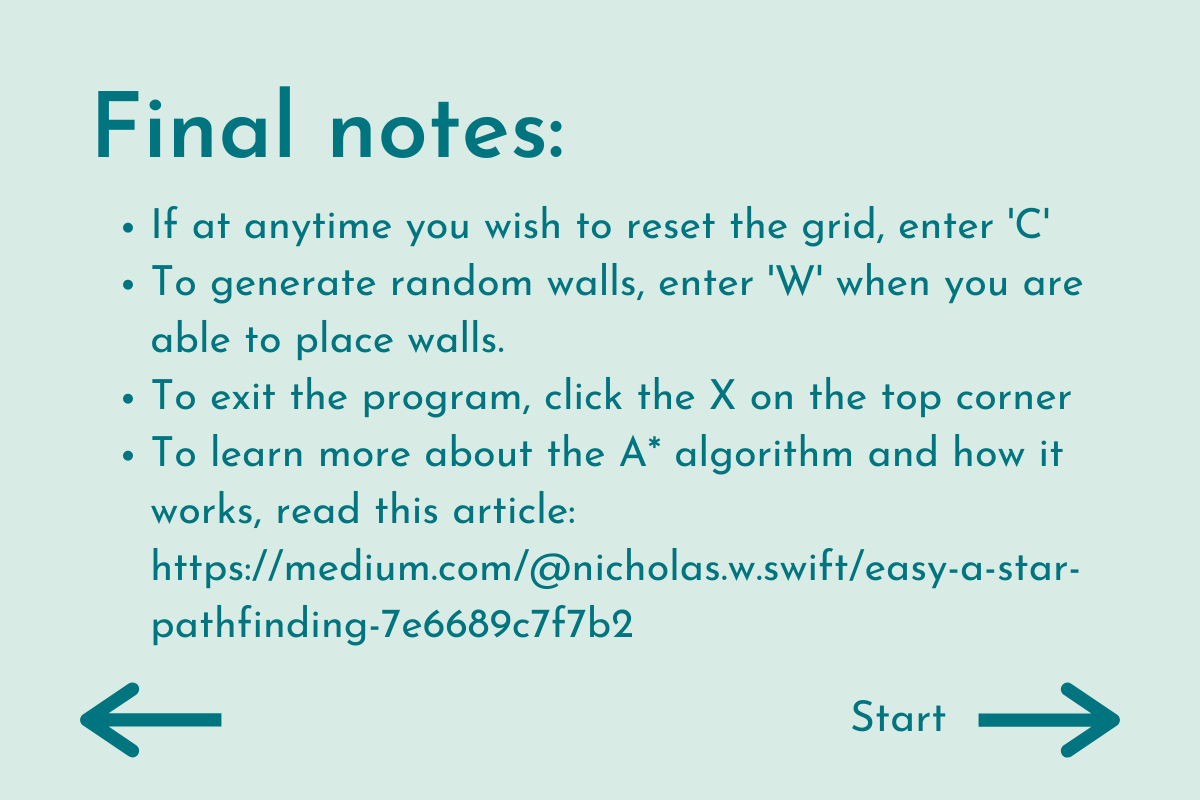 Final notes:
• If at anytime you wish to reset the grid, enter 'C'
• To generate random walls, enter 'W' when you are
able to place walls.
• To exit the program, click the X on the top corner
• To learn more about the A* algorithm and how it
works, read this article:
https://medium.com/@nicholas.w.swift/easy-a-star-
pathfinding-7e6689c7f7b2
Start